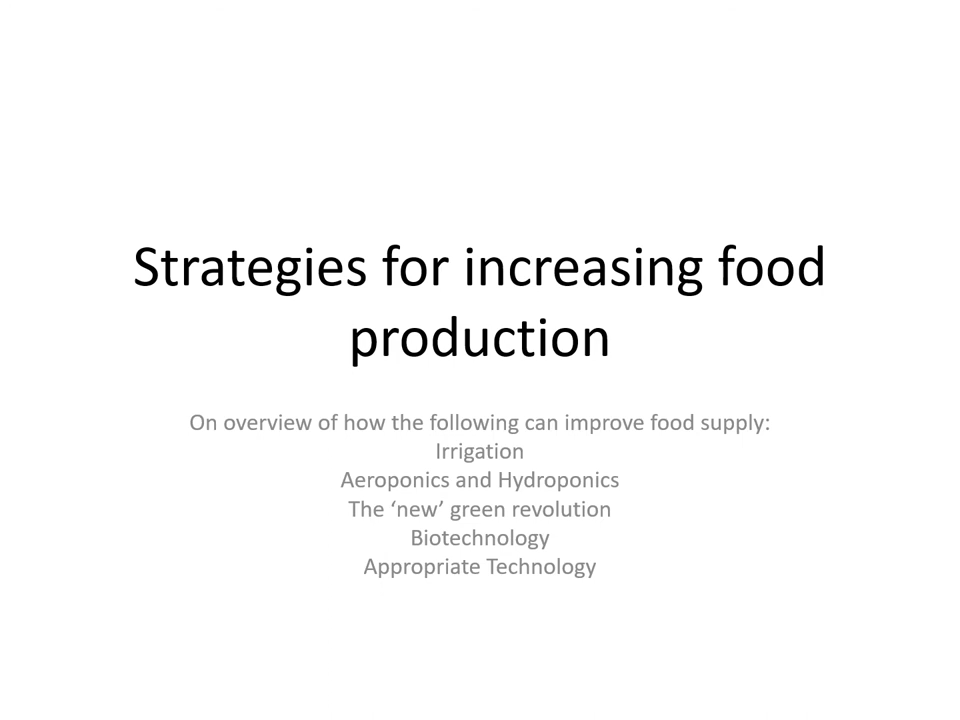 Strategies for increasing food
production
On overview of how the following can improve food supply:
Irrigation
Aeroponics and Hydroponics
The ‘new’ green revolution
Biotechnology
Appropriate Technology